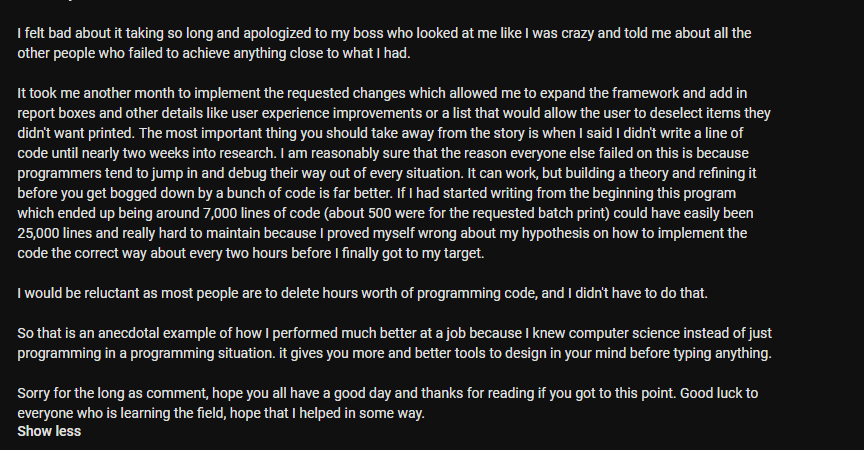 I felt bad about it taking so long and apologized to my boss who looked at me like I was crazy and told me about all the
other people who failed to achieve anything close to what I had.
It took me another month to implement the requested changes which allowed me to expand the framework and add in
report boxes and other details like user experience improvements or a list that would allow the user to deselect items they
didn't want printed. The most important thing you should take away from the story is when I said I didn't write a line of
code until nearly two weeks into research. I am reasonably sure that the reason everyone else failed on this is because
programmers tend to jump in and debug their way out of every situation. It can work, but building a theory and refining it
before you get bogged down by a bunch of code is far better. If I had started writing from the beginning this program
which ended up being around 7,000 lines of code (about 500 were for the requested batch print) could have easily been
25,000 lines and really hard to maintain because I proved myself wrong about my hypothesis on how to implement the
code the correct way about every two hours before I finally got to my target.
I would be reluctant as most people are to delete hours worth of programming code, and I didn't have to do that.
So that is an anecdotal example of how I performed much better at a job because I knew computer science instead of just
programming in a programming situation. it gives you more and better tools to design in your mind before typing anything.
Sorry for the long as comment, hope you all have a good day and thanks for reading if you got to this point. Good luck to
everyone who is learning the field, hope that I helped in some way.
Show less